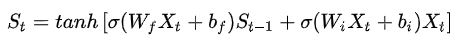 S_t = tanh [σ(W_f X_t + b_f)S_{t−1} + σ(W_i X_t + b_i)X_t]